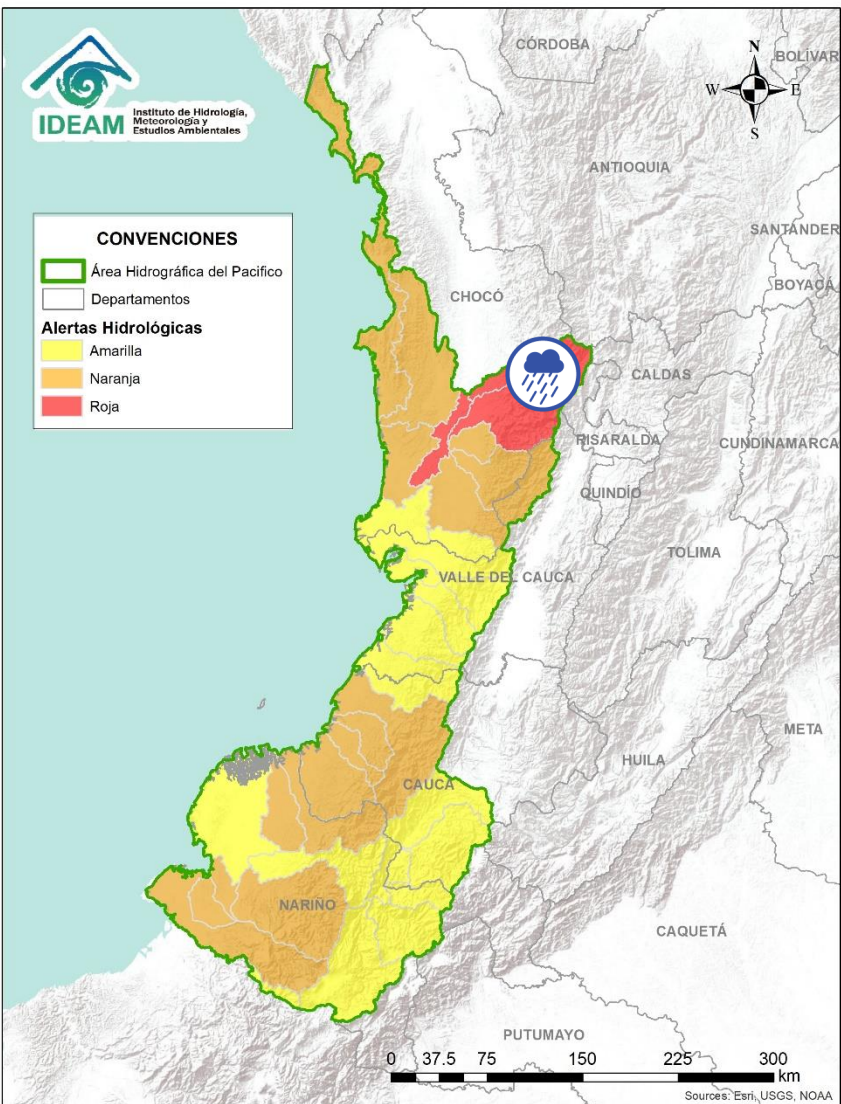 IDEAM
Instituto de Hidrología,
Meteorología y
Estudios Ambientales
N
W
E
S
CÓRDOBA
BOLÍVAR
ANTIOQUIA
SANTANDER
BOYACÁ
CHOCÓ
CALDAS
RISARALDA
CUNDINAMARCA
QUINDÍO
TOLIMA
VALLE DEL CAUCA
META
HUILA
CAUCA
NARIÑO
CAQUETÁ
PUTUMAYO
CONVENCIONES
Área Hidrográfica del Pacifico
Departamentos
Alertas Hidrológicas
Amarilla
Naranja
Roja
0 37.5 75 150 225 300
km
Sources: Esri, USGS, NOAA